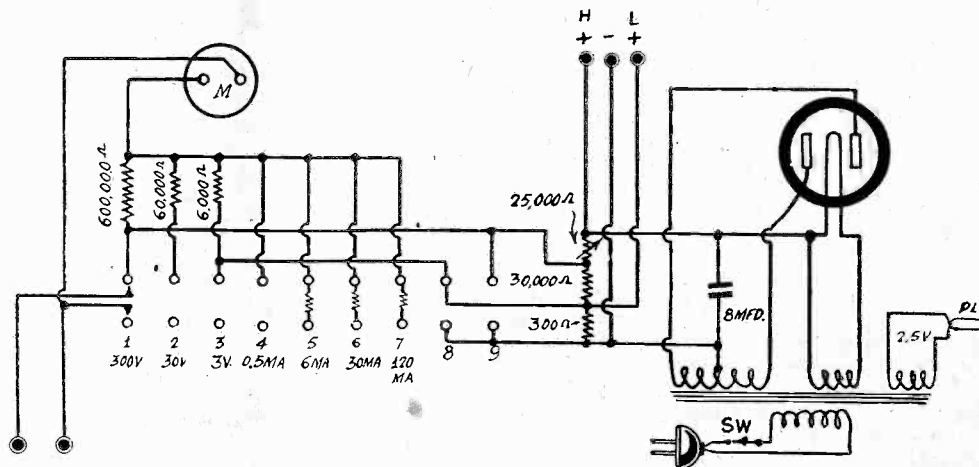 H - L
+ +
M
600,000Ω
60,000Ω
6,000Ω
25,000Ω
30,000Ω
300Ω
8MFD.
2.5V
PL
1 2 3 4 5 6 7 8 9
300V 30V 3V. 0.5MA 6MA 30MA 120 MA
SW